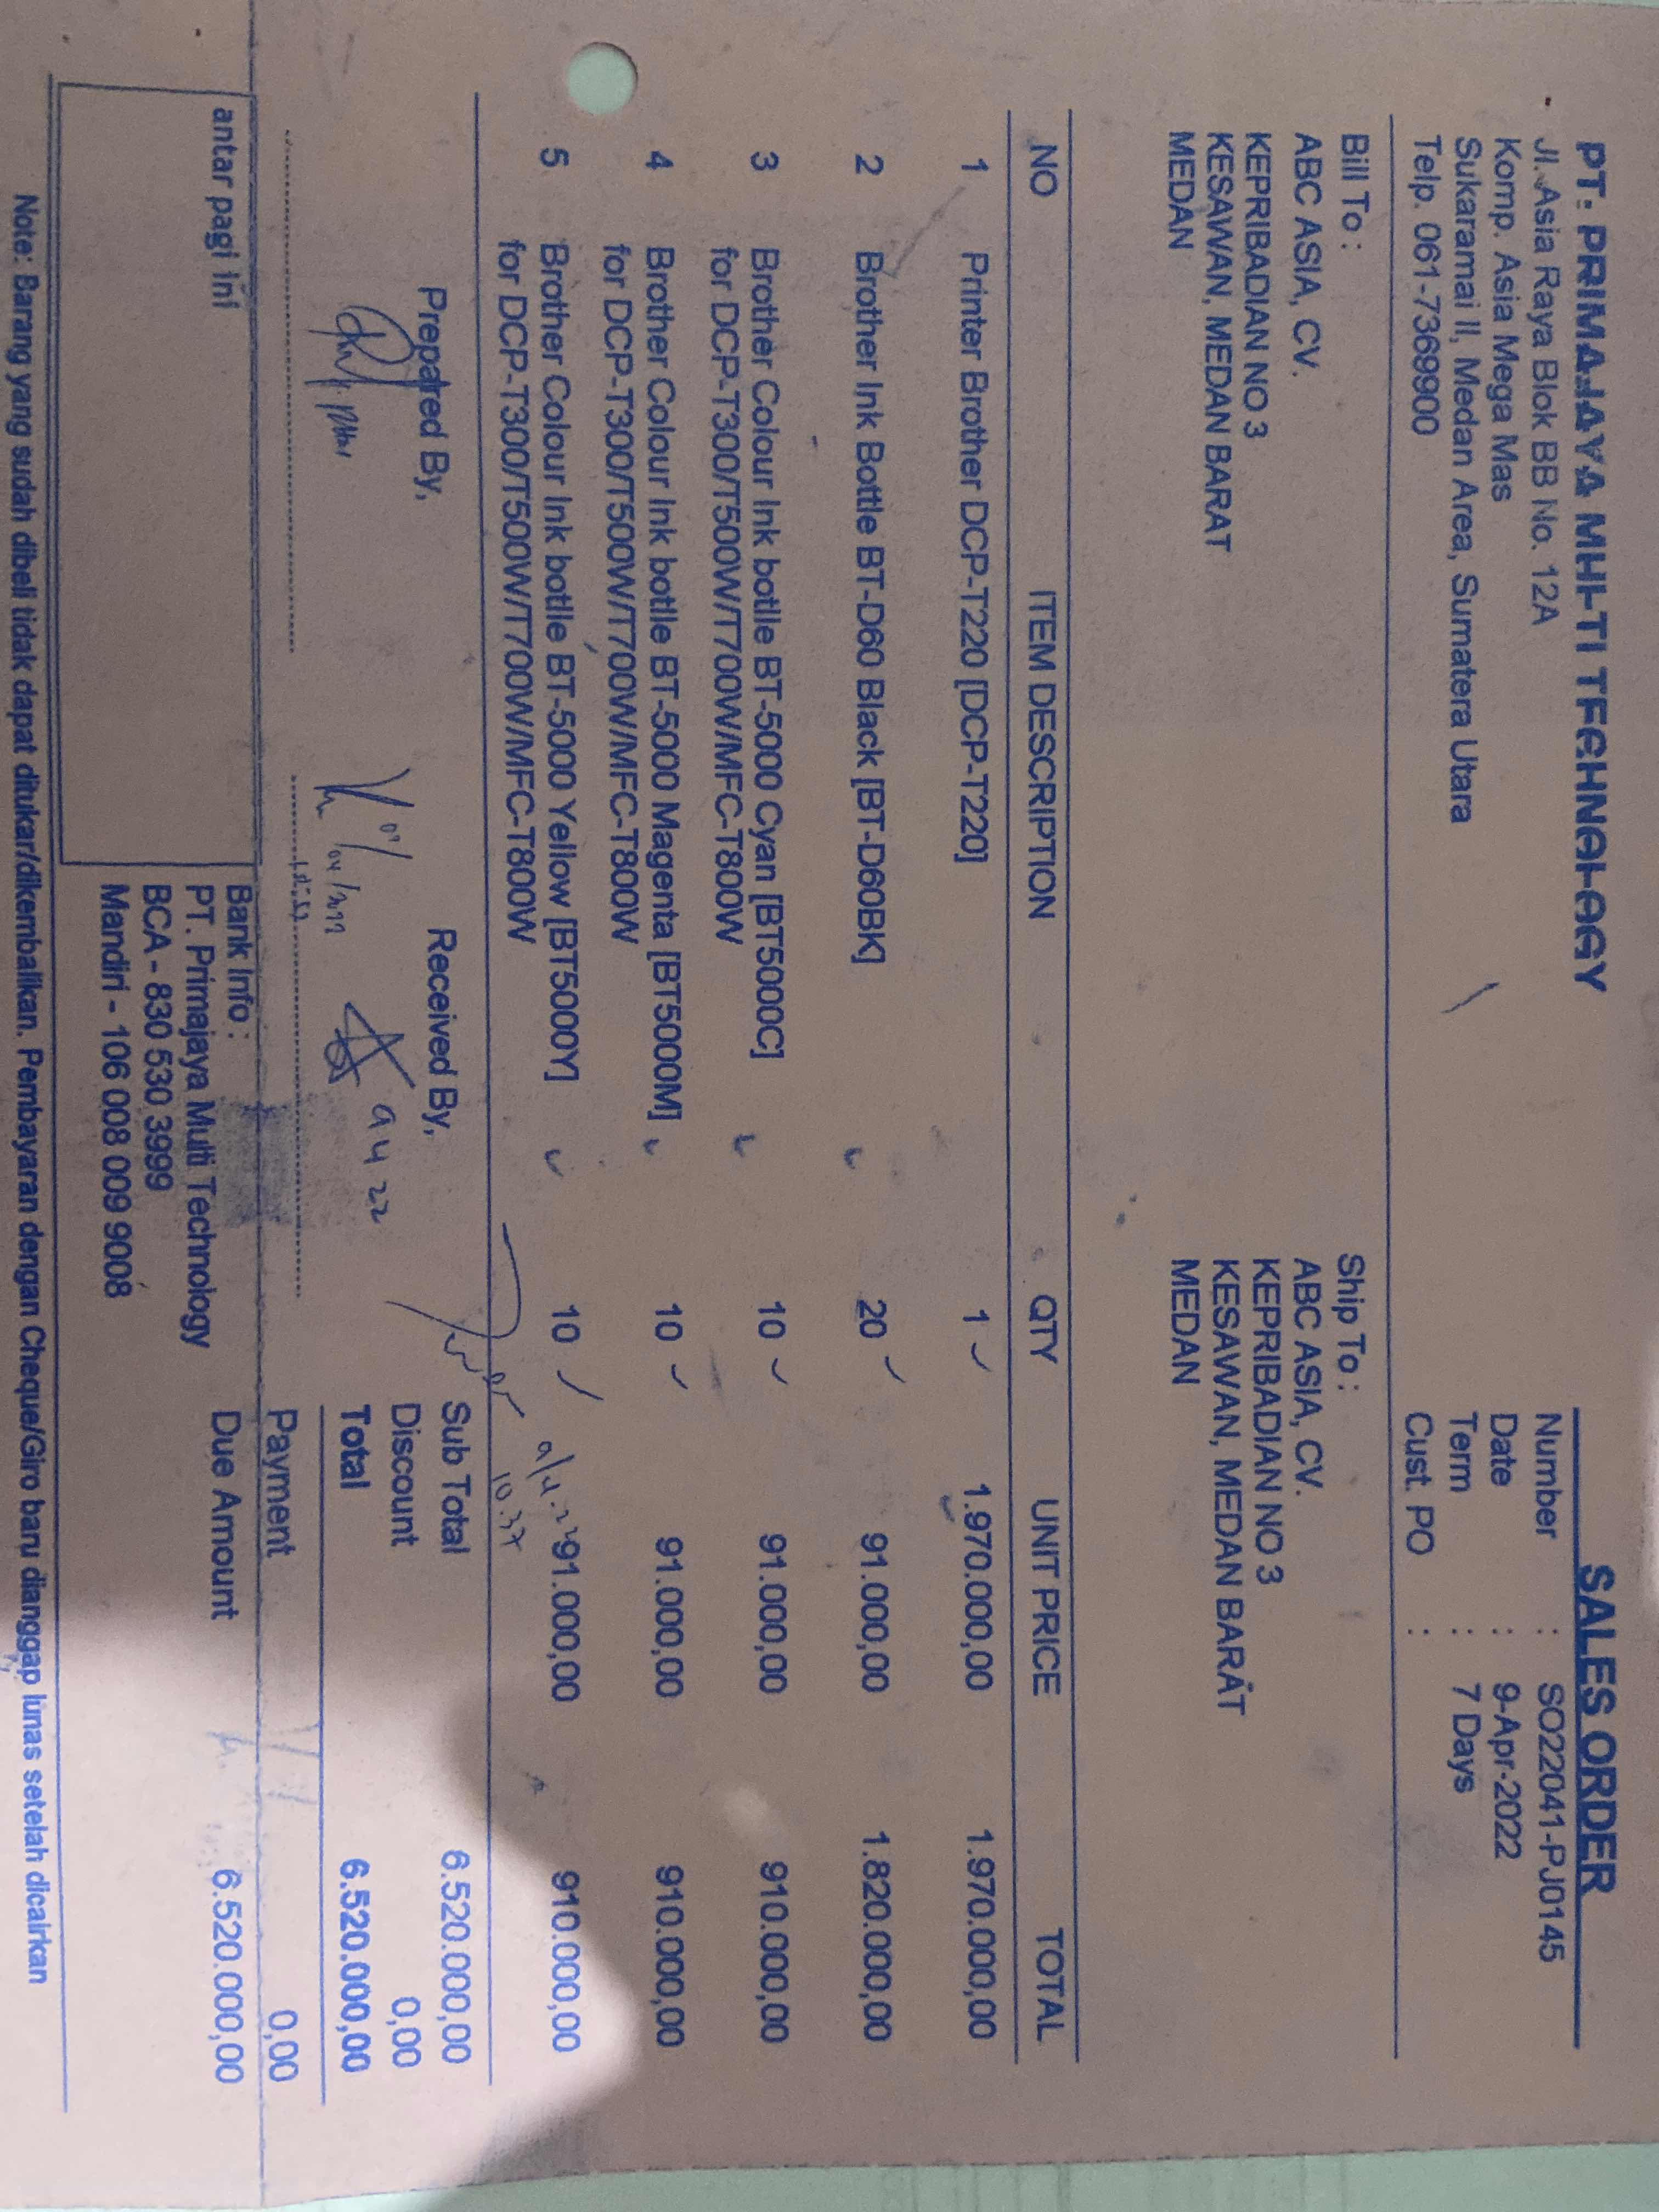 PT. PRIMAJAYA MULTI TECHNOLOGY
Jl. Asia Raya Blok BB No. 12A
Komp. Asia Mega Mas
Sukaramai II, Medan Area, Sumatera Utara
Telp. 061-7369900
SALES ORDER
Number : SO22041-PJ0145
Date : 9-Apr-2022
Term : 7 Days
Cust. PO :
Bill To :
ABC ASIA, CV.
KEPRIBADIAN NO 3
KESAWAN, MEDAN BARAT
MEDAN
Ship To :
ABC ASIA, CV.
KEPRIBADIAN NO 3
KESAWAN, MEDAN BARAT
MEDAN
NO ITEM DESCRIPTION QTY UNIT PRICE TOTAL
1 Printer Brother DCP-T220 [DCP-T220] 1 1.970.000,00 1.970.000,00
2 Brother Ink Bottle BT-D60 Black [BT-D60BK] 20 91.000,00 1.820.000,00
3 Brother Colour Ink botlle BT-5000 Cyan [BT5000C] 10 91.000,00 910.000,00
for DCP-T300/T500W/T700W/MFC-T800W
4 Brother Colour Ink botlle BT-5000 Magenta [BT5000M] 10 91.000,00 910.000,00
for DCP-T300/T500W/T700W/MFC-T800W
5 Brother Colour Ink botlle BT-5000 Yellow [BT5000Y] 10 91.000,00 910.000,00
for DCP-T300/T500W/T700W/MFC-T800W
10.37
Prepared By,
Received By,
9 4 22
Sub Total 6.520.000,00
Discount 0,00
Total 6.520.000,00
Payment 0,00
Due Amount 6.520.000,00
antar pagi ini
Bank Info :
PT. Primajaya Multi Technology
BCA - 830 530 3999
Mandiri - 106 008 009 9008
Note: Barang yang sudah dibeli tidak dapat ditukar/dikembalikan. Pembayaran dengan Cheque/Giro baru dianggap lunas setelah dicairkan